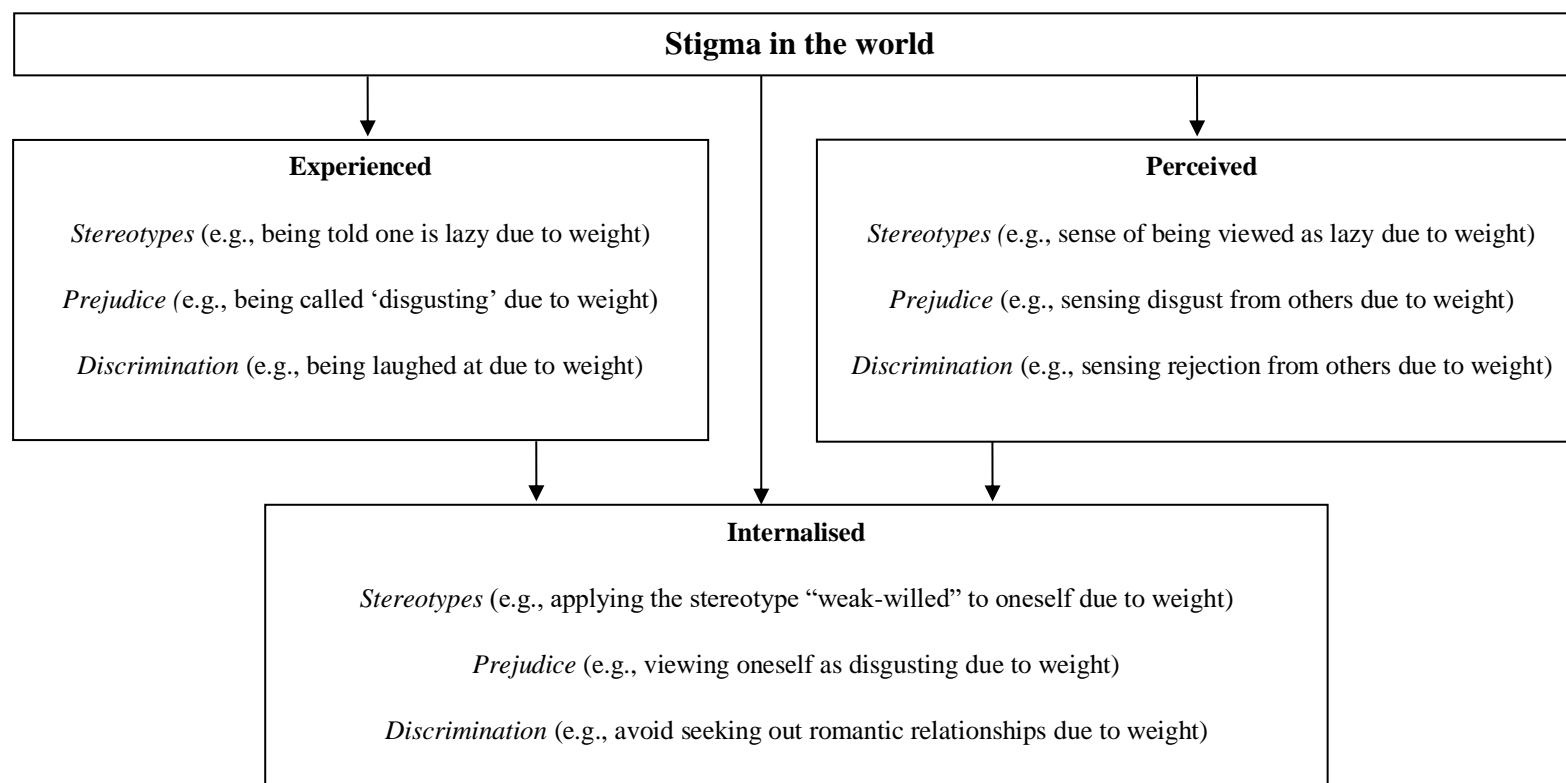 Stigma in the world
Experienced
Stereotypes (e.g., being told one is lazy due to weight)
Prejudice (e.g., being called ‘disgusting’ due to weight)
Discrimination (e.g., being laughed at due to weight)
Perceived
Stereotypes (e.g., sense of being viewed as lazy due to weight)
Prejudice (e.g., sensing disgust from others due to weight)
Discrimination (e.g., sensing rejection from others due to weight)
Internalised
Stereotypes (e.g., applying the stereotype “weak-willed” to oneself due to weight)
Prejudice (e.g., viewing oneself as disgusting due to weight)
Discrimination (e.g., avoid seeking out romantic relationships due to weight)